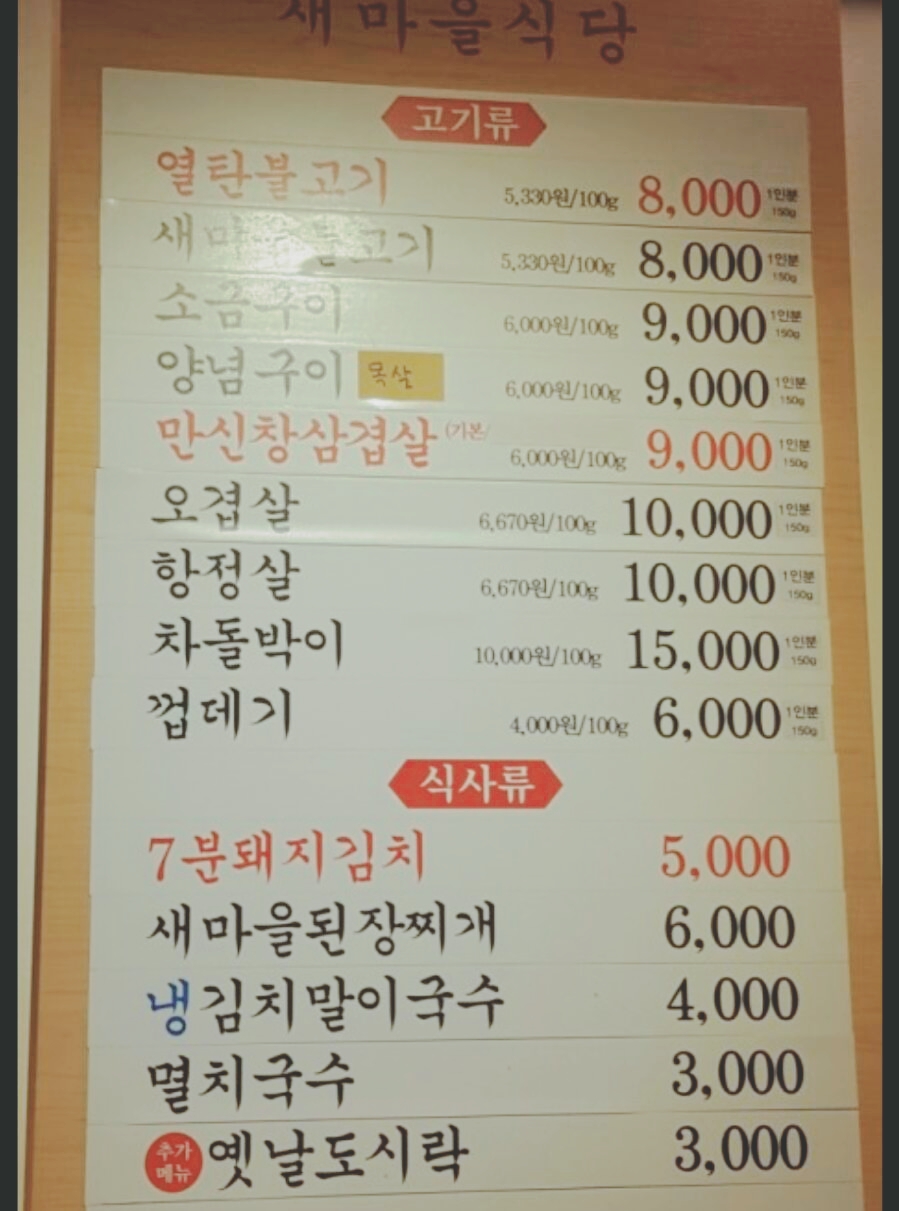 새마을식당
고기류
열탄불고기 5,330원/100g 8,000 1인분 150g
새마을불고기 5,330원/100g 8,000 1인분 150g
소금구이 6,000원/100g 9,000 1인분 150g
양념구이 목살 6,000원/100g 9,000 1인분 150g
만신창삼겹살 6,000원/100g 9,000 1인분 150g
오겹살 6,670원/100g 10,000 1인분 150g
항정살 6,670원/100g 10,000 1인분 150g
차돌박이 10,000원/100g 15,000 1인분 150g
껍데기 4,000원/100g 6,000 1인분 150g
식사류
7분돼지김치 5,000
새마을된장찌개 6,000
냉김치말이국수 4,000
멸치국수 3,000
추가메뉴 옛날도시락 3,000